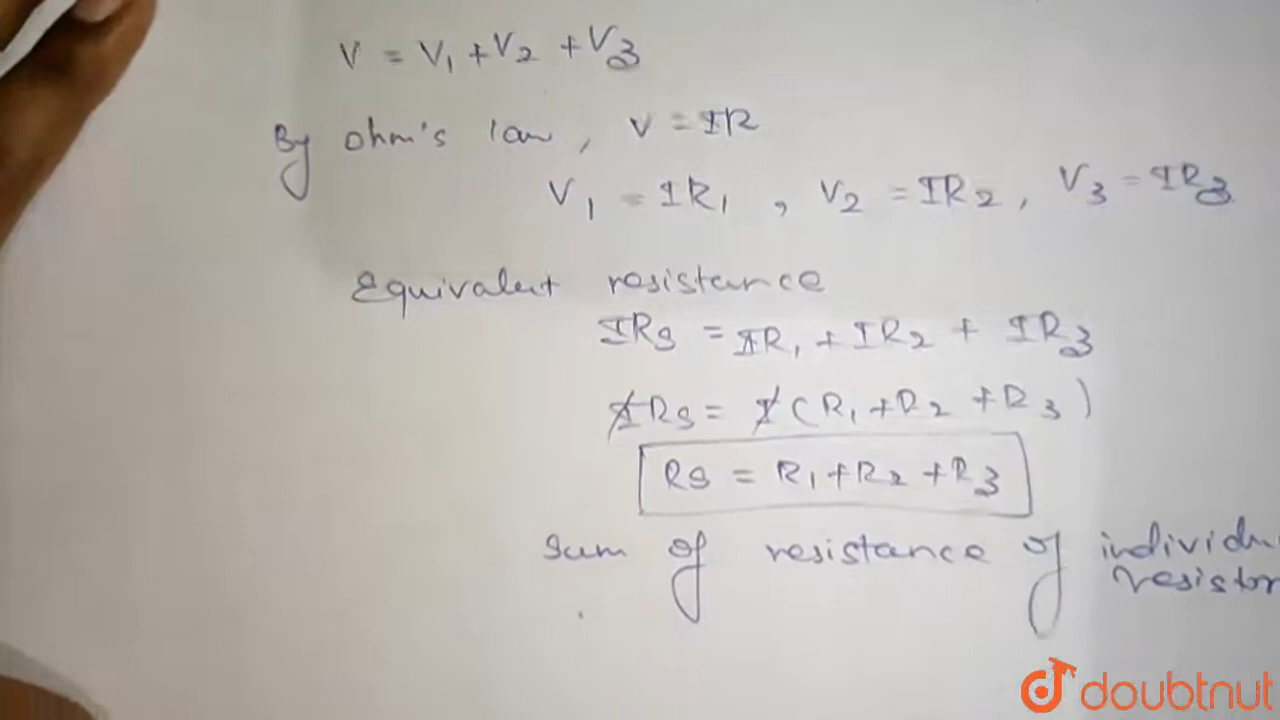 V = V₁ + V₂ + V₃
By ohm's law, V = IR
V₁ = IR₁, V₂ = IR₂, V₃ = IR₃
Equivalent resistance
IRs = IR₁ + IR₂ + IR₃
IRs = I(R₁ + R₂ + R₃)
Rs = R₁ + R₂ + R₃
Sum of resistance of individu
resistor
doubtnut